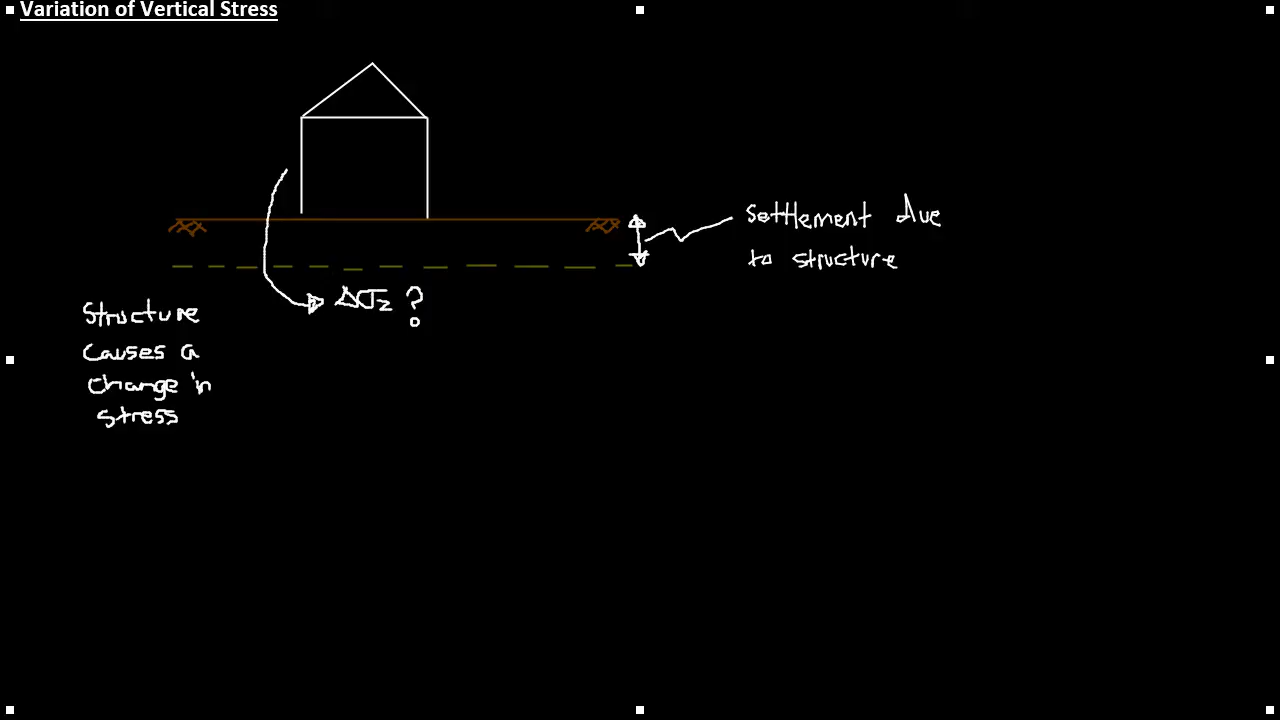 Variation of Vertical Stress
Settlement due
to structure
Δσz ?
Structure
causes a
change in
stress